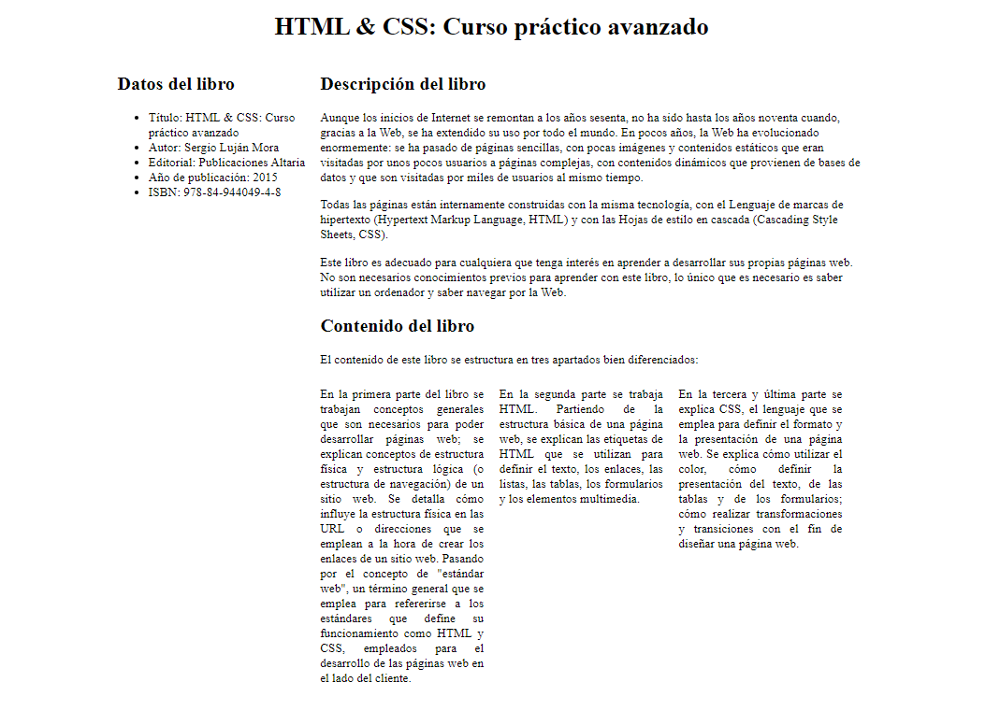 HTML & CSS: Curso práctico avanzado
Datos del libro
Título: HTML & CSS: Curso
práctico avanzado
Autor: Sergio Luján Mora
Editorial: Publicaciones Altaria
Año de publicación: 2015
ISBN: 978-84-944049-4-8
Descripción del libro
Aunque los inicios de Internet se remontan a los años sesenta, no ha sido hasta los años noventa cuando,
gracias a la Web, se ha extendido su uso por todo el mundo. En pocos años, la Web ha evolucionado
enormemente: se ha pasado de páginas sencillas, con pocas imágenes y contenidos estáticos que eran
visitadas por unos pocos usuarios a páginas complejas, con contenidos dinámicos que provienen de bases de
datos y que son visitadas por miles de usuarios al mismo tiempo.
Todas las páginas están internamente construidas con la misma tecnología, con el Lenguaje de marcas de
hipertexto (Hypertext Markup Language, HTML) y con las Hojas de estilo en cascada (Cascading Style
Sheets, CSS).
Este libro es adecuado para cualquiera que tenga interés en aprender a desarrollar sus propias páginas web.
No son necesarios conocimientos previos para aprender con este libro, lo único que es necesario es saber
utilizar un ordenador y saber navegar por la Web.
Contenido del libro
El contenido de este libro se estructura en tres apartados bien diferenciados:
En la primera parte del libro se
trabajan conceptos generales
que son necesarios para poder
desarrollar páginas web; se
explican conceptos de estructura
física y estructura lógica (o
estructura de navegación) de un
sitio web. Se detalla cómo
influye la estructura física en las
URL o direcciones que se
emplean a la hora de crear los
enlaces de un sitio web. Pasando
por el concepto de "estándar
web", un término general que se
emplea para refererirse a los
estándares que define su
funcionamiento como HTML y
CSS, empleados para el
desarrollo de las páginas web en
el lado del cliente.
En la segunda parte se trabaja
HTML. Partiendo de la
estructura básica de una página
web, se explican las etiquetas de
HTML que se utilizan para
definir el texto, los enlaces, las
listas, las tablas, los formularios
y los elementos multimedia.
En la tercera y última parte se
explica CSS, el lenguaje que se
emplea para definir el formato y
la presentación de una página
web. Se explica cómo utilizar el
color, cómo definir la
presentación del texto, de las
tablas y de los formularios;
cómo realizar transformaciones
y transiciones con el fin de
diseñar una página web.